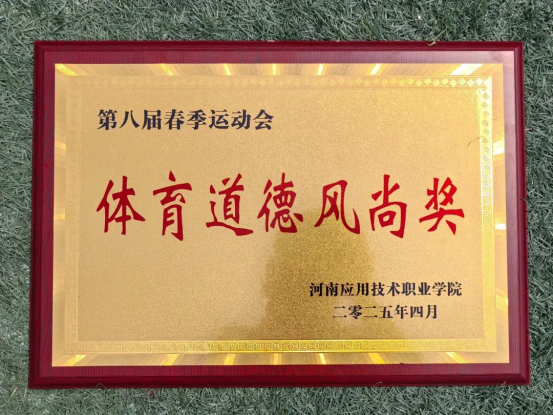 第八届春季运动会
体育道德风尚奖
河南应用技术职业学院
二零二五年四月